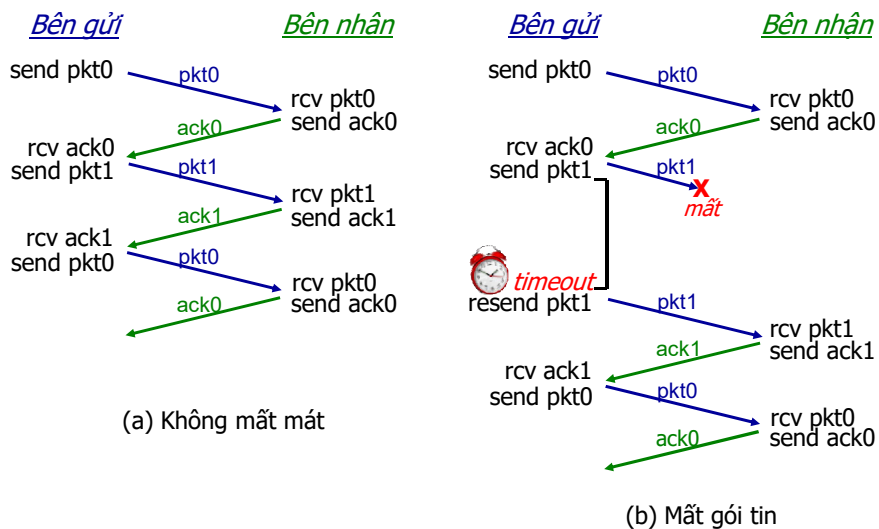 Bên gửi
Bên nhận
send pkt0
pkt0
rcv pkt0
send ack0
ack0
rcv ack0
send pkt1
pkt1
rcv pkt1
send ack1
ack1
rcv ack1
send pkt0
pkt0
rcv pkt0
send ack0
ack0
(a) Không mất mát
Bên gửi
Bên nhận
send pkt0
pkt0
rcv pkt0
send ack0
ack0
rcv ack0
send pkt1
pkt1
X
mất
timeout
resend pkt1
pkt1
rcv pkt1
send ack1
ack1
rcv ack1
send pkt0
pkt0
rcv pkt0
send ack0
ack0
(b) Mất gói tin